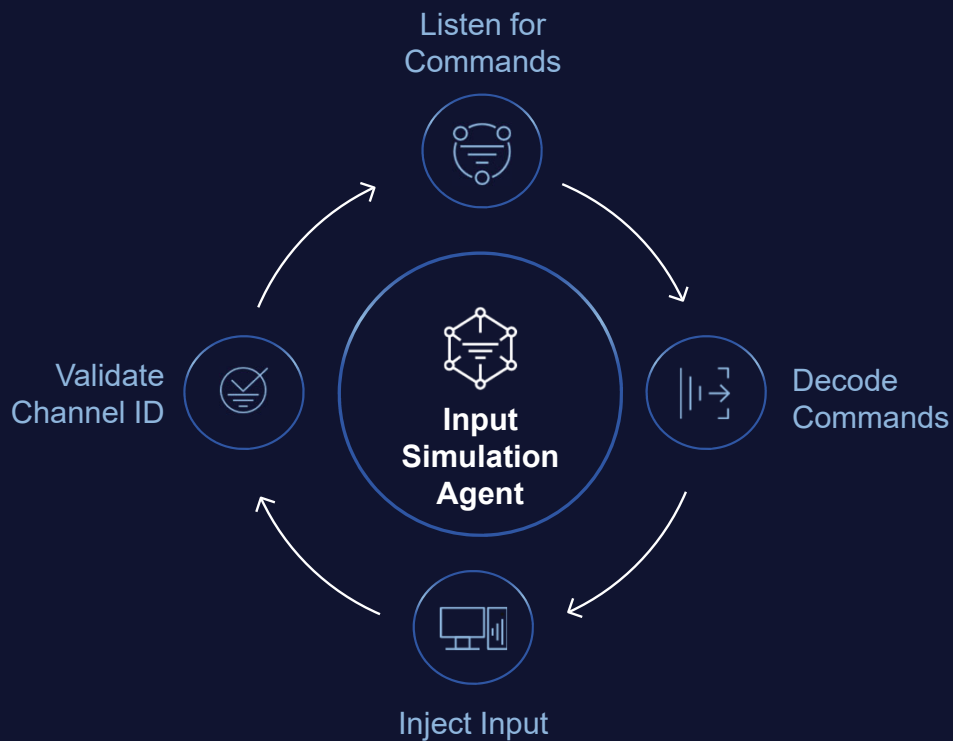 Listen for
Commands
Validate
Channel ID
Input
Simulation
Agent
Decode
Commands
Inject Input